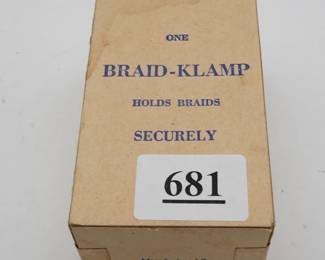 ONE
BRAID-KLAMP
HOLDS BRAIDS
SECURELY
681